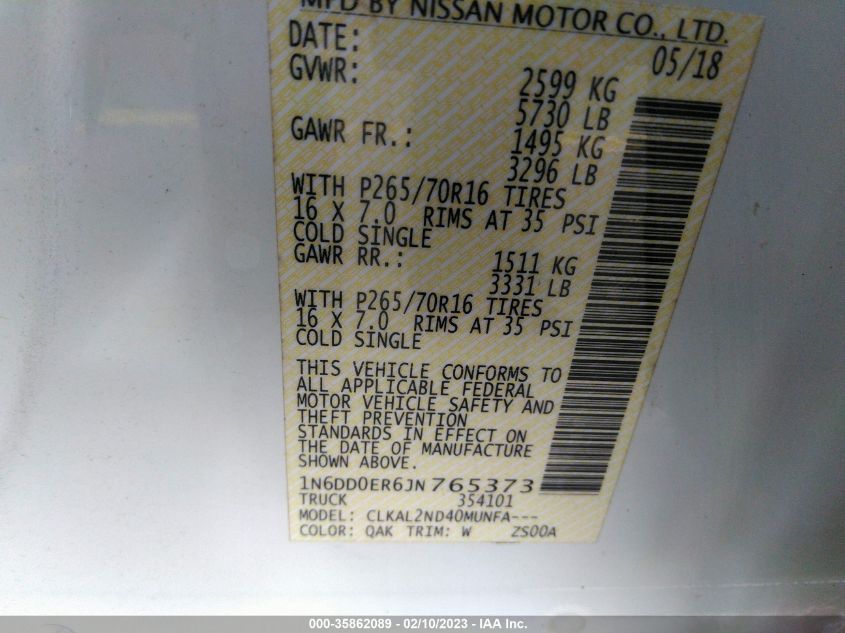 MFD BY NISSAN MOTOR CO., LTD.
DATE: 05/18
GVWR: 2599 KG
5730 LB
GAWR FR.: 1495 KG
3296 LB
WITH P265/70R16 TIRES
16 X 7.0 RIMS AT 35 PSI
COLD SINGLE
GAWR RR.: 1511 KG
3331 LB
WITH P265/70R16 TIRES
16 X 7.0 RIMS AT 35 PSI
COLD SINGLE
THIS VEHICLE CONFORMS TO
ALL APPLICABLE FEDERAL
MOTOR VEHICLE SAFETY AND
THEFT PREVENTION
STANDARDS IN EFFECT ON
THE DATE OF MANUFACTURE
SHOWN ABOVE.
1N6DD0ER6JN765373
TRUCK 354101
MODEL: CLKAL2ND40MUNFA---
COLOR: QAK TRIM: W ZS00A
000-35862089 - 02/10/2023 - IAA Inc.